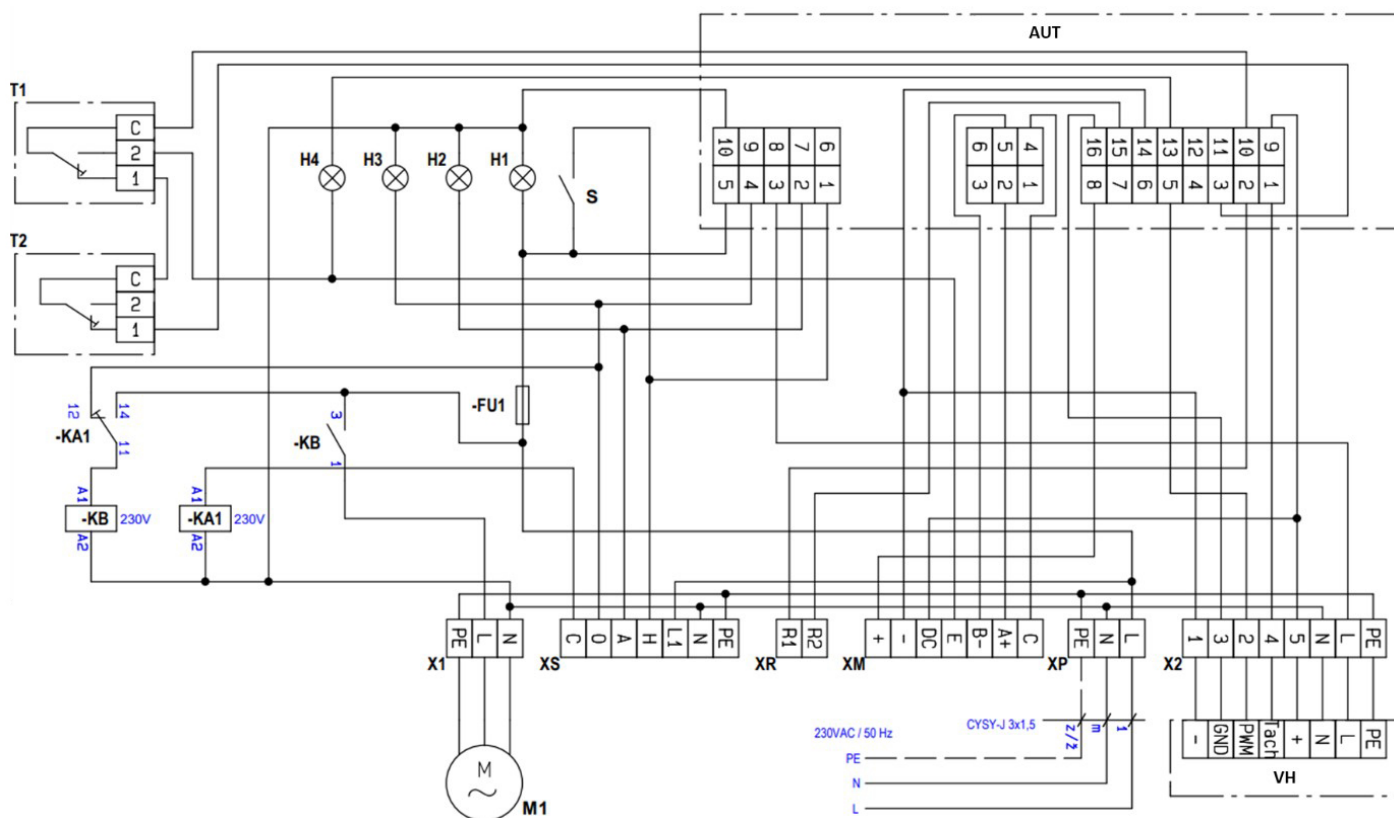 AUT
T1
C
2
1
T2
C
2
1
H4
H3
H2
H1
S
10 9 8 7 6
5 4 3 2 1
6 5 4
3 2 1
16 15 14 13 12 11 10 9
8 7 6 5 4 3 2 1
12
14
-KA1
11
-KB
3
1
-FU1
A1
-KB
230V
A2
A1
-KA1
230V
A2
PE L N
X1
C O A H L1 N PE
XS
R1 R2
XR
+ - DC E B- A+ C
XM
PE N L
XP
1 3 2 4 5 N L PE
X2
CYSY-J 3x1,5
z/ž
m
1
230VAC / 50 Hz
PE
N
L
- GND PWM Tach + N L PE
VH
M
~
M1